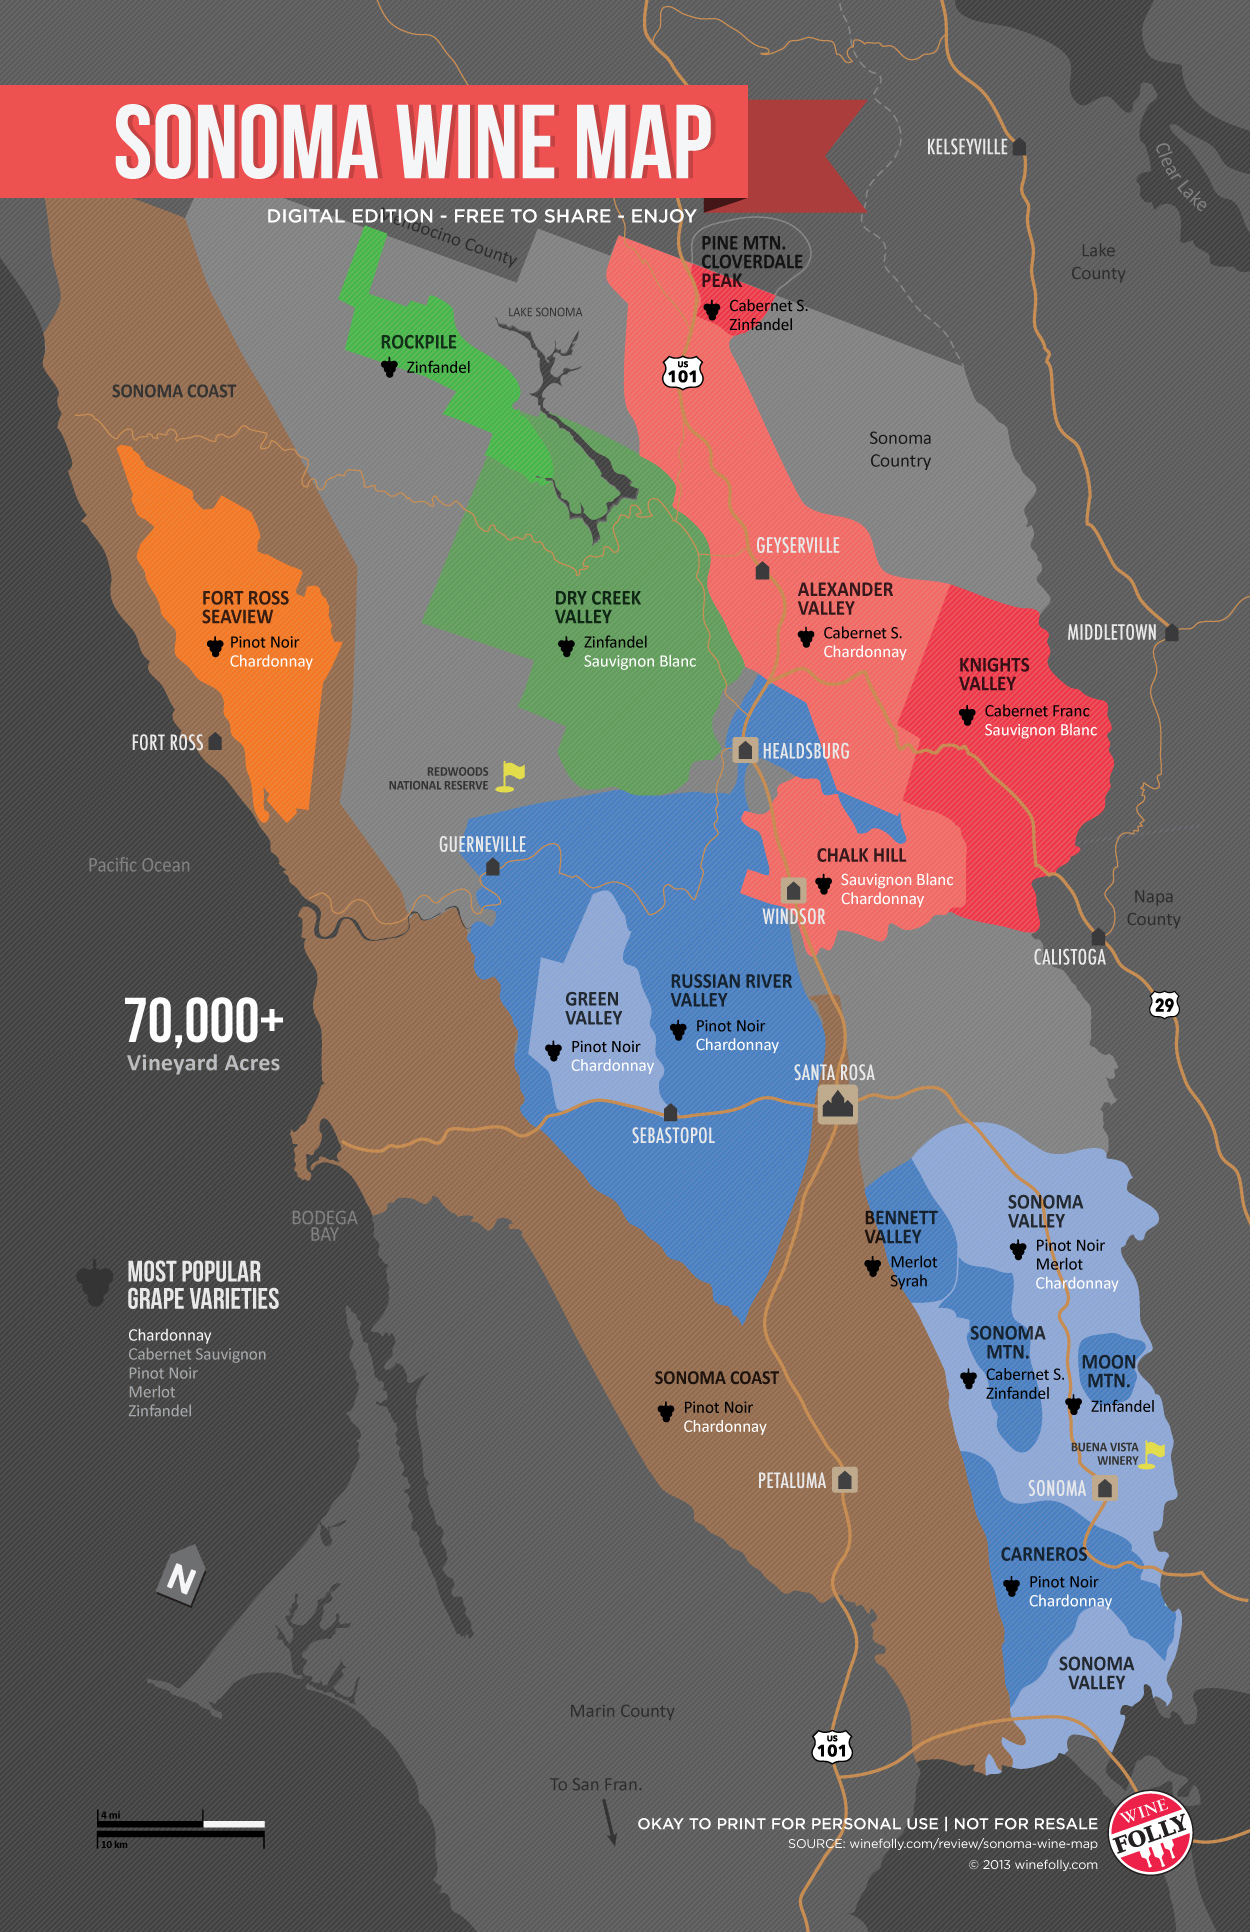 SONOMA WINE MAP
DIGITAL EDITION - FREE TO SHARE - ENJOY
KELSEYVILLE
Clear Lake
Lake
County
Mendocino County
PINE MTN.
CLOVERDALE
PEAK
Cabernet S.
Zinfandel
LAKE SONOMA
ROCKPILE
Zinfandel
US
101
SONOMA COAST
Sonoma
Country
GEYSERVILLE
ALEXANDER
VALLEY
Cabernet S.
Chardonnay
FORT ROSS
SEAVIEW
Pinot Noir
Chardonnay
DRY CREEK
VALLEY
Zinfandel
Sauvignon Blanc
MIDDLETOWN
KNIGHTS
VALLEY
Cabernet Franc
Sauvignon Blanc
FORT ROSS
HEALDSBURG
REDWOODS
NATIONAL RESERVE
GUERNEVILLE
Pacific Ocean
CHALK HILL
Sauvignon Blanc
Chardonnay
WINDSOR
Napa
County
CALISTOGA
29
70,000+
Vineyard Acres
GREEN
VALLEY
Pinot Noir
Chardonnay
RUSSIAN RIVER
VALLEY
Pinot Noir
Chardonnay
SANTA ROSA
SEBASTOPOL
BODEGA
BAY
BENNETT
VALLEY
Merlot
Syrah
SONOMA
VALLEY
Pinot Noir
Merlot
Chardonnay
MOST POPULAR
GRAPE VARIETIES
Chardonnay
Cabernet Sauvignon
Pinot Noir
Merlot
Zinfandel
SONOMA
MTN.
Cabernet S.
Zinfandel
MOON
MTN.
Zinfandel
SONOMA COAST
Pinot Noir
Chardonnay
BUENA VISTA
WINERY
PETALUMA
SONOMA
CARNEROS
Pinot Noir
Chardonnay
N
SONOMA
VALLEY
Marin County
US
101
To San Fran.
4 mi
10 km
OKAY TO PRINT FOR PERSONAL USE | NOT FOR RESALE
SOURCE: winefolly.com/review/sonoma-wine-map
© 2013 winefolly.com
WINE
FOLLY